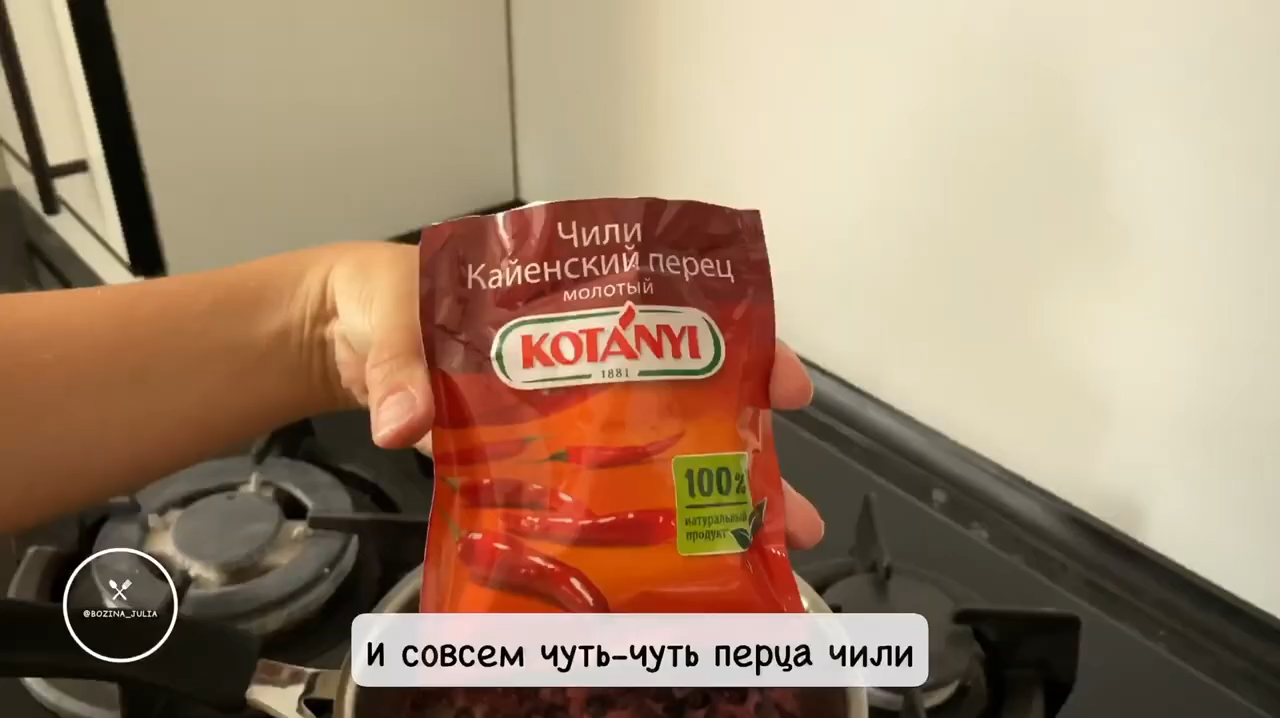 Чили
Кайенский перец
молотый
KOTÁNYI
1881
100%
натуральный
продукт
@BOZINA_JULIA
и совсем чуть-чуть перца чили